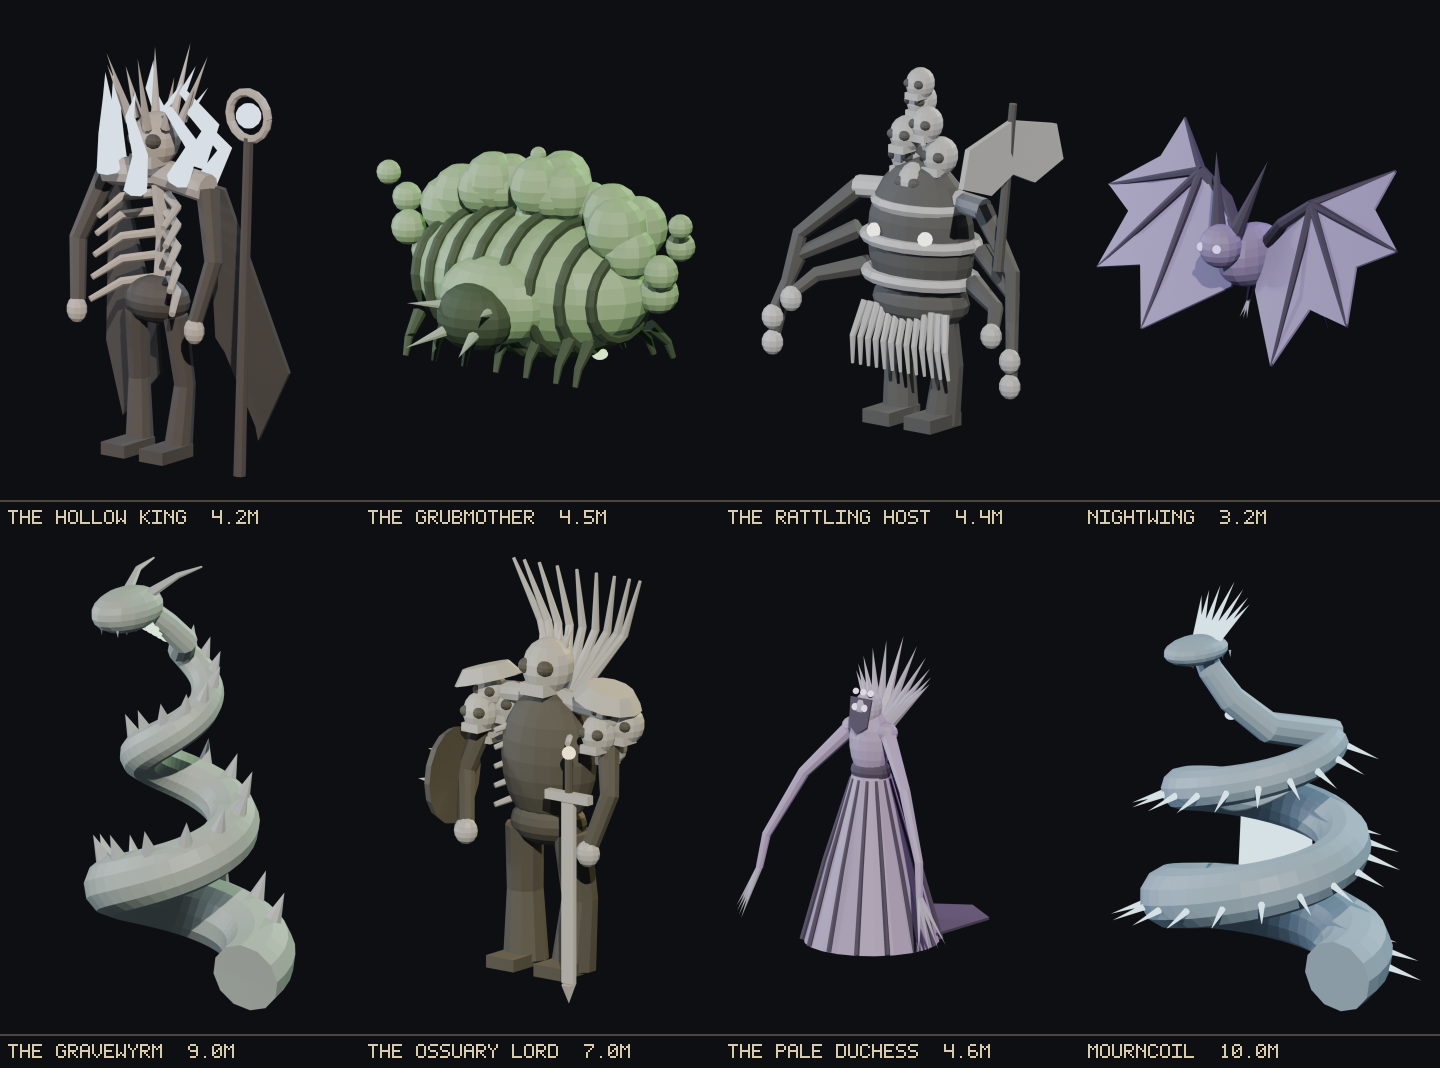 THE HOLLOW KING 4.2M
THE GRUBMOTHER 4.5M
THE RATTLING HOST 4.4M
NIGHTWING 3.2M
THE GRAVEWYRM 9.0M
THE OSSUARY LORD 7.0M
THE PALE DUCHESS 4.6M
MOURNCOIL 10.0M